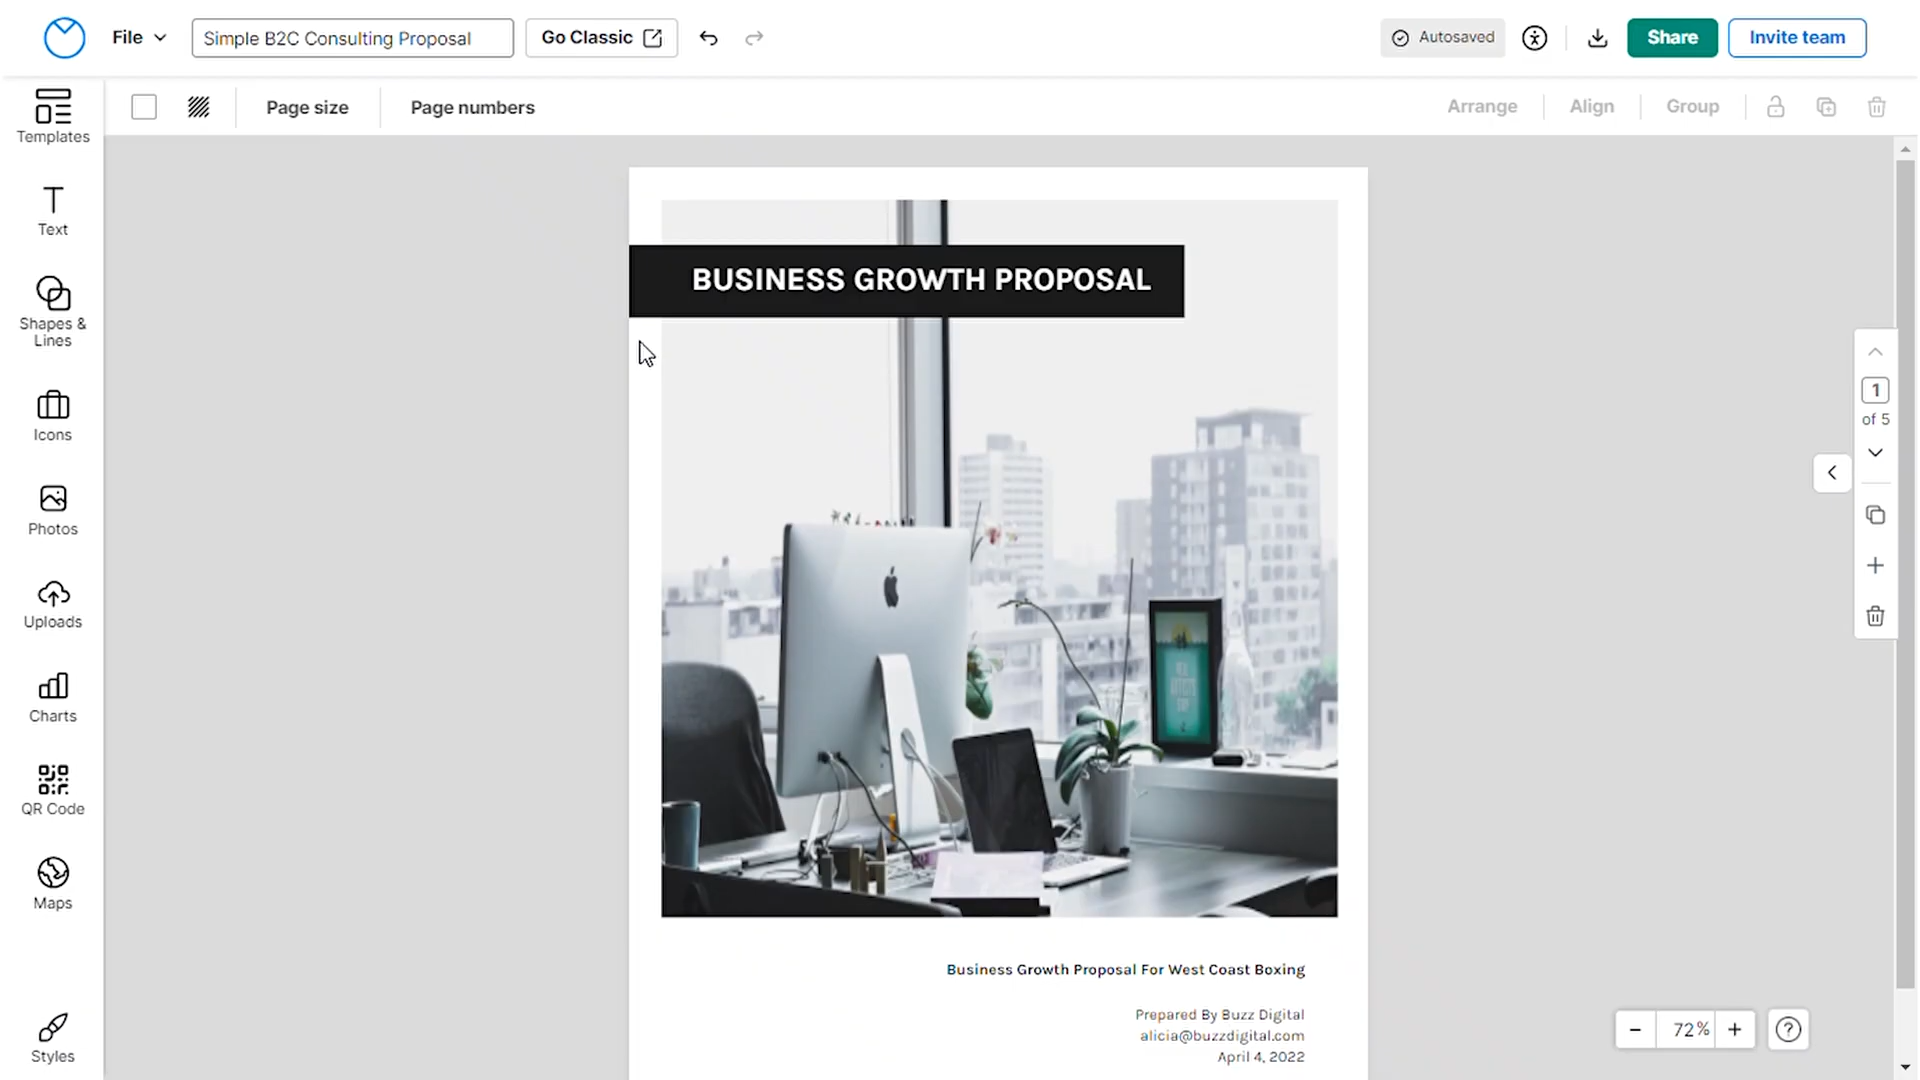 File
Simple B2C Consulting Proposal
Go Classic
Autosaved
Share
Invite team
Page size
Page numbers
Arrange
Align
Group
Templates
Text
Shapes &
Lines
Icons
Photos
Uploads
Charts
QR Code
Maps
Styles
BUSINESS GROWTH PROPOSAL
Business Growth Proposal For West Coast Boxing
Prepared By Buzz Digital
alicia@buzzdigital.com
April 4, 2022
1
of 5
72%